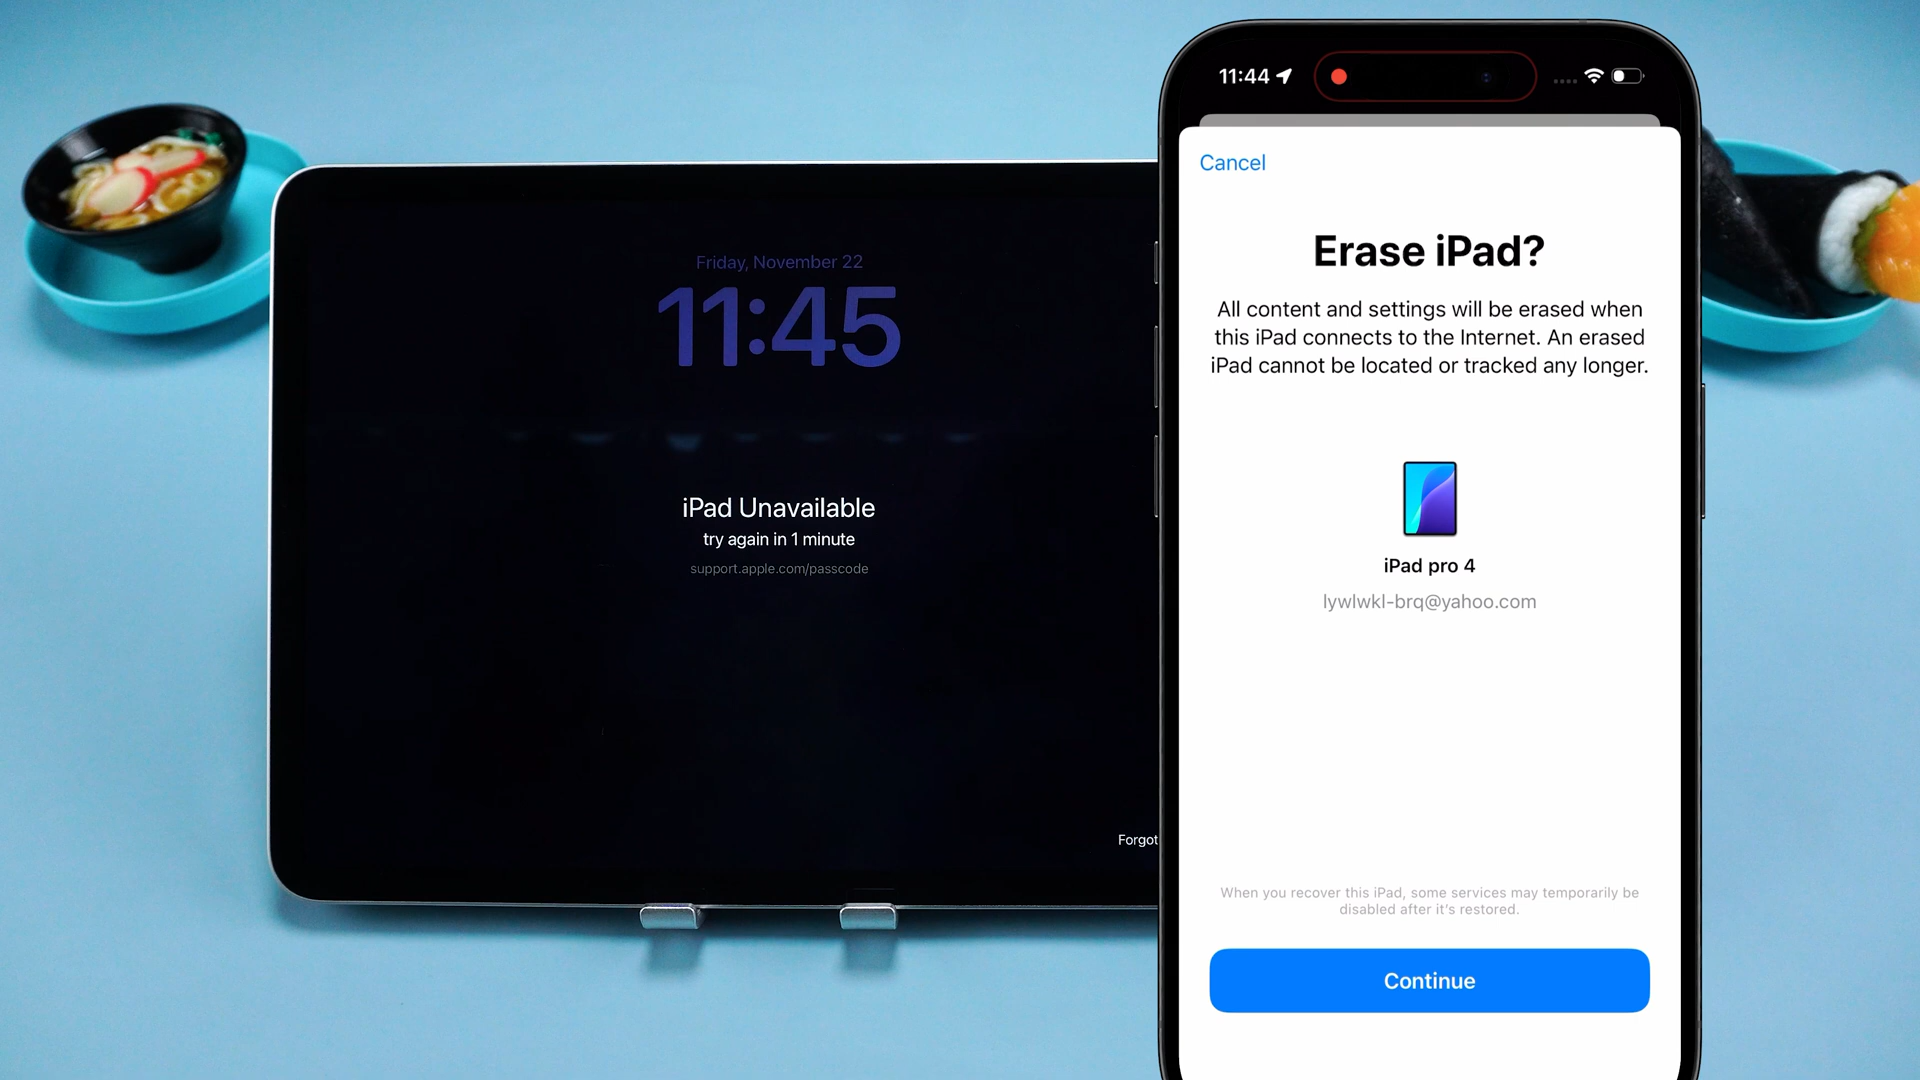 Friday, November 22
11:45
iPad Unavailable
try again in 1 minute
support.apple.com/passcode
Forgot
11:44
Cancel
Erase iPad?
All content and settings will be erased when
this iPad connects to the Internet. An erased
iPad cannot be located or tracked any longer.
iPad pro 4
lywlwkl-brq@yahoo.com
When you recover this iPad, some services may temporarily be
disabled after it's restored.
Continue